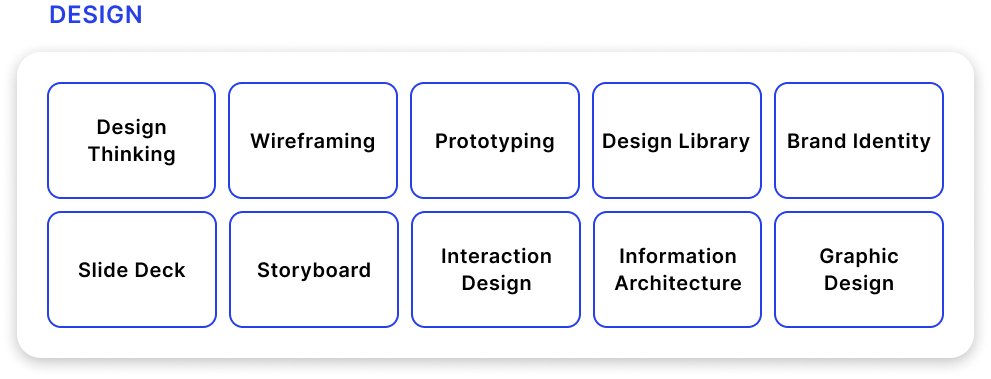 DESIGN
Design
Thinking
Wireframing
Prototyping
Design Library
Brand Identity
Slide Deck
Storyboard
Interaction
Design
Information
Architecture
Graphic
Design